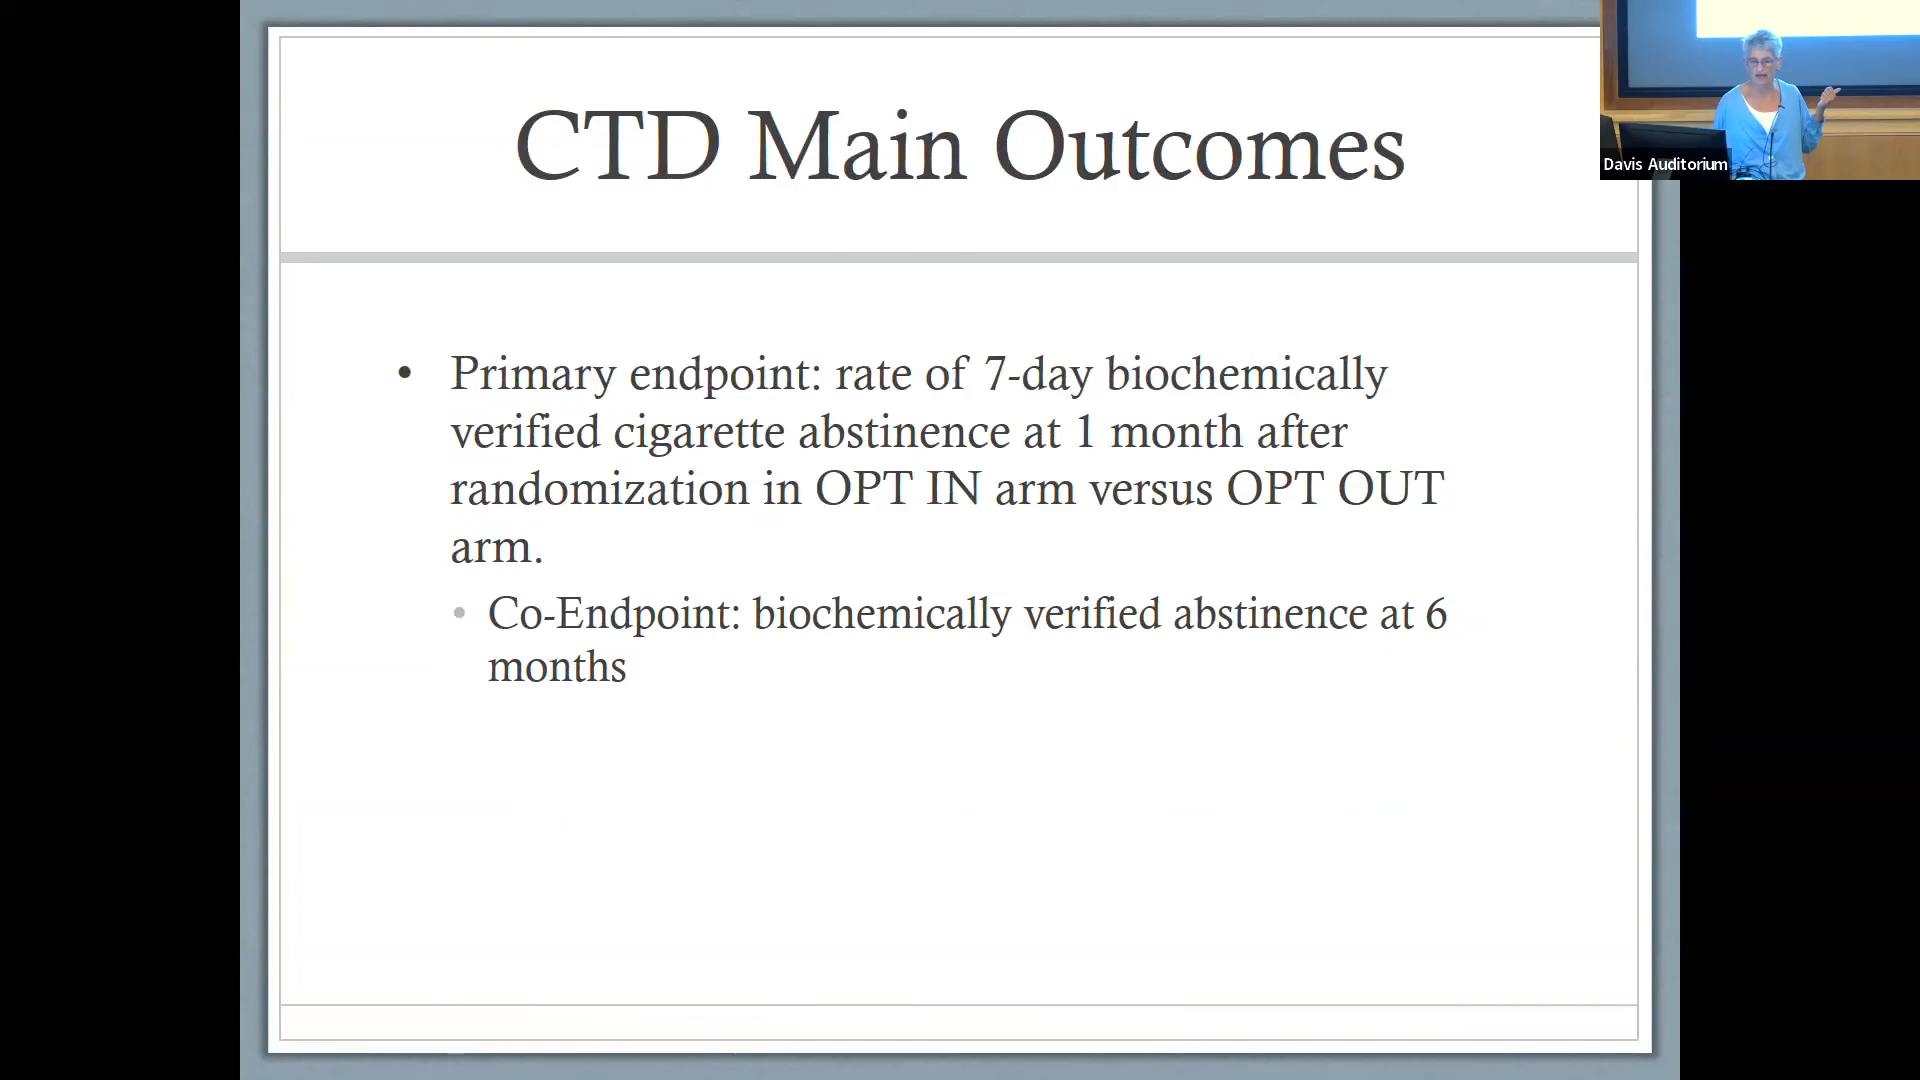 CTD Main Outcomes
Davis Auditorium
• Primary endpoint: rate of 7-day biochemically
verified cigarette abstinence at 1 month after
randomization in OPT IN arm versus OPT OUT
arm.
• Co-Endpoint: biochemically verified abstinence at 6
months